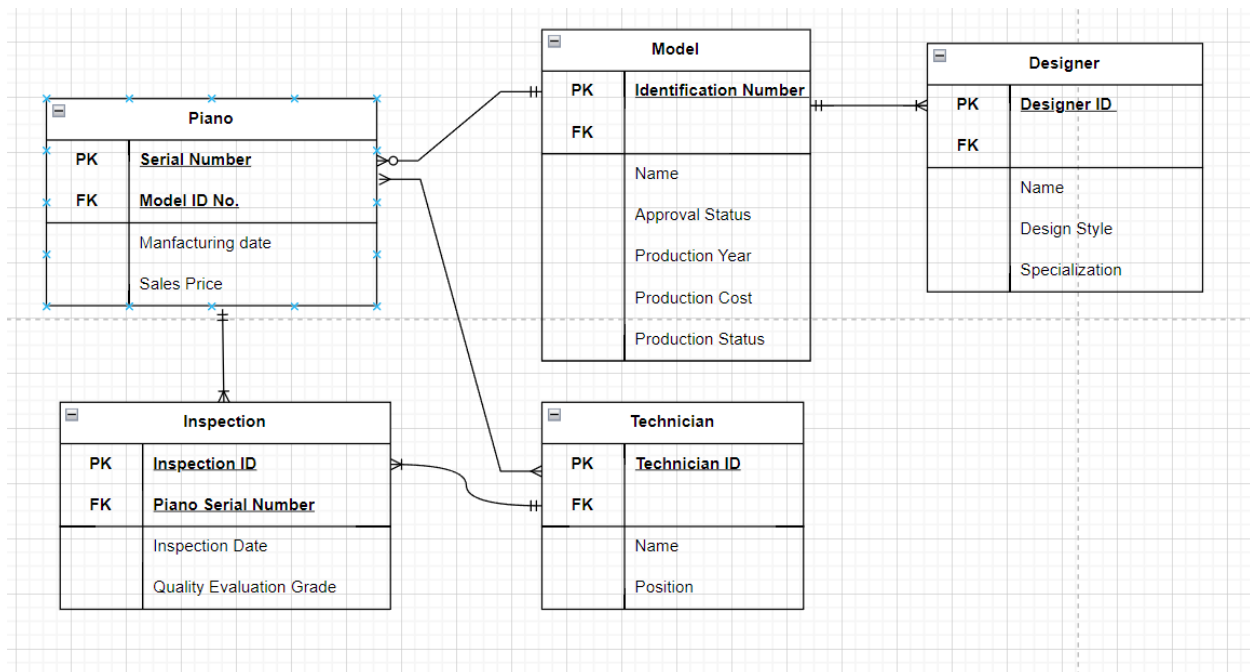 Piano
PK Serial Number
FK Model ID No.
Manfacturing date
Sales Price
Model
PK Identification Number
FK
Name
Approval Status
Production Year
Production Cost
Production Status
Designer
PK Designer ID
FK
Name
Design Style
Specialization
Inspection
PK Inspection ID
FK Piano Serial Number
Inspection Date
Quality Evaluation Grade
Technician
PK Technician ID
FK
Name
Position